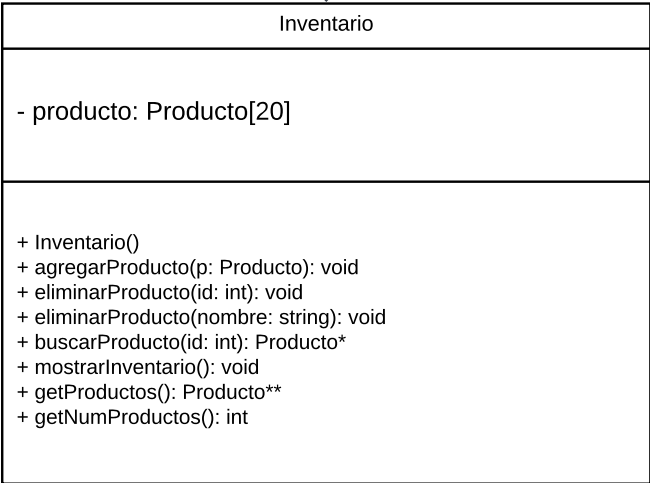 Inventario
- producto: Producto[20]
+ Inventario()
+ agregarProducto(p: Producto): void
+ eliminarProducto(id: int): void
+ eliminarProducto(nombre: string): void
+ buscarProducto(id: int): Producto*
+ mostrarInventario(): void
+ getProductos(): Producto**
+ getNumProductos(): int